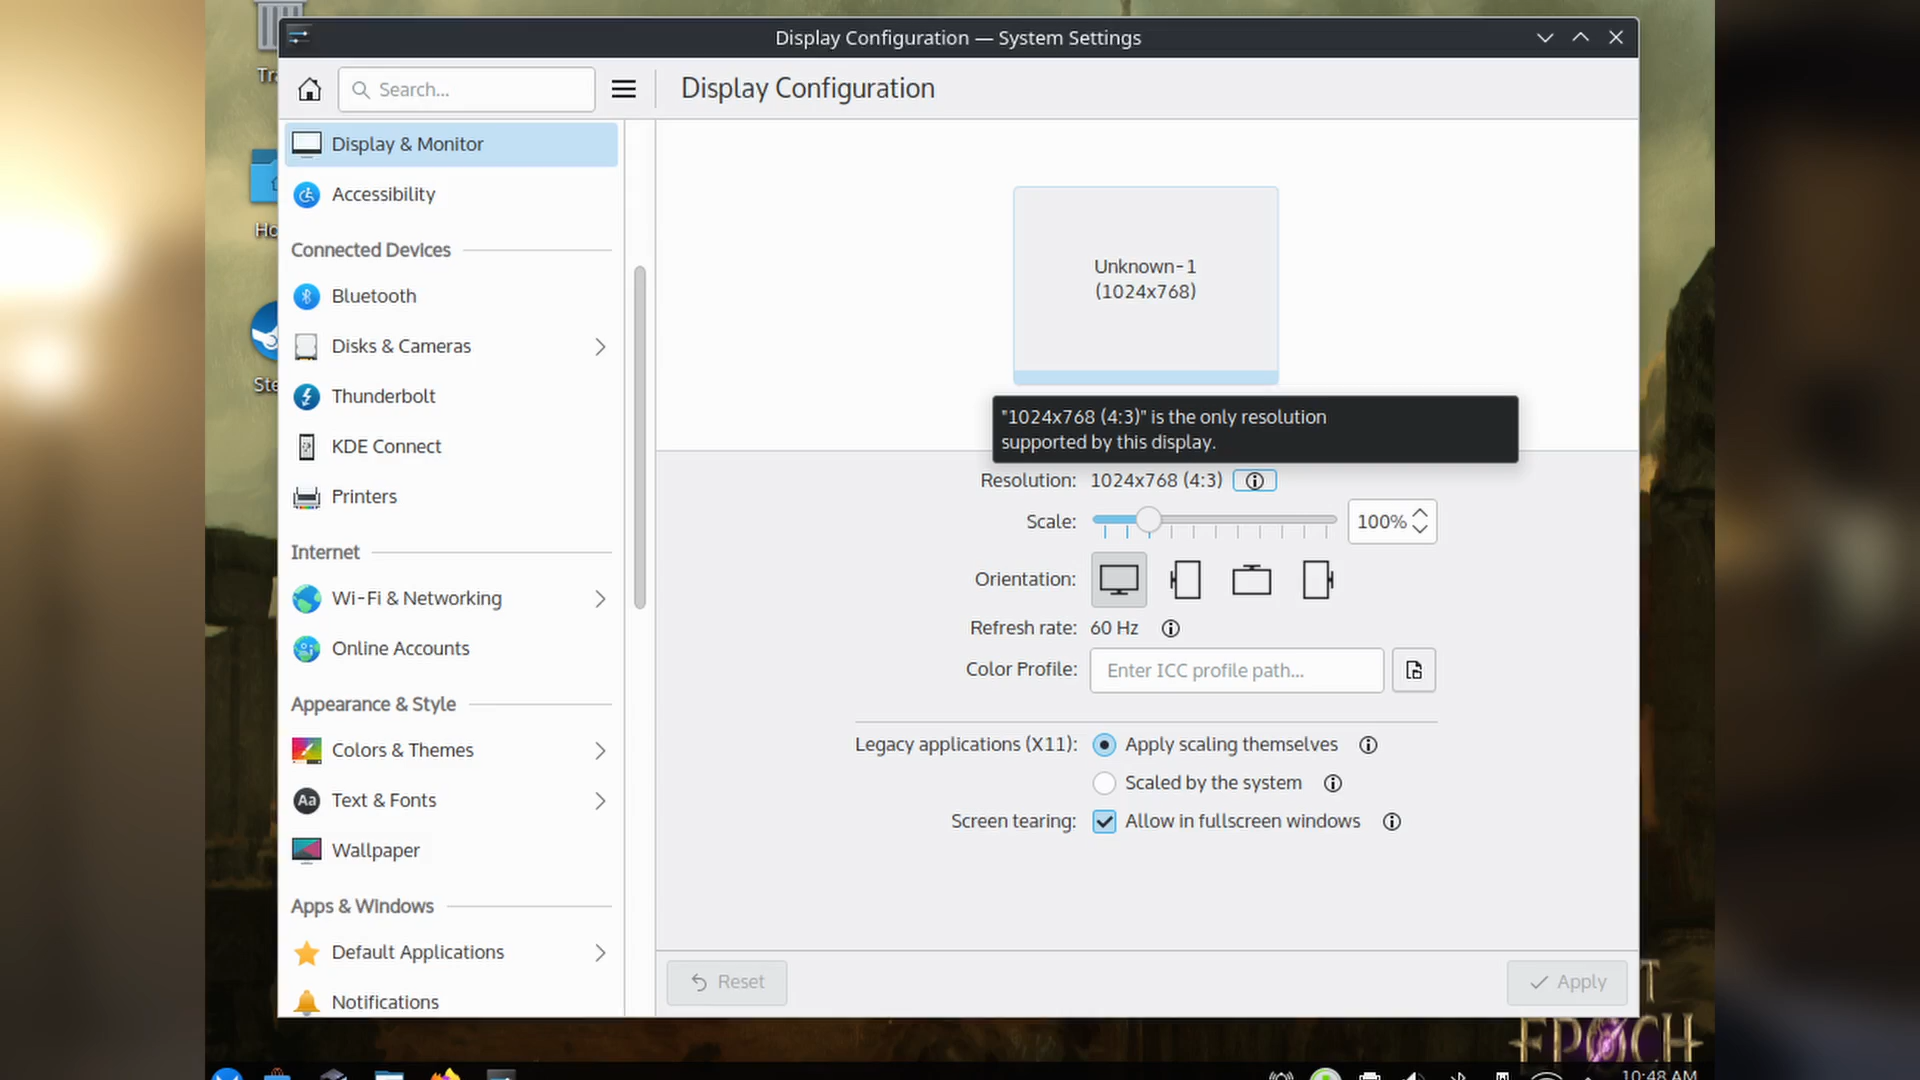 Display Configuration — System Settings
Search...
Display Configuration
Display & Monitor
Accessibility
Connected Devices
Bluetooth
Disks & Cameras
Thunderbolt
KDE Connect
Printers
Internet
Wi-Fi & Networking
Online Accounts
Appearance & Style
Colors & Themes
Text & Fonts
Aa
Wallpaper
Apps & Windows
Default Applications
Notifications
Unknown-1
(1024x768)
"1024x768 (4:3)" is the only resolution
supported by this display.
Resolution: 1024x768 (4:3)
Scale: 100%
Orientation:
Refresh rate: 60 Hz
Color Profile: Enter ICC profile path...
Legacy applications (X11): Apply scaling themselves
Scaled by the system
Screen tearing: Allow in fullscreen windows
Reset
Apply
EPOCH
10:48 AM